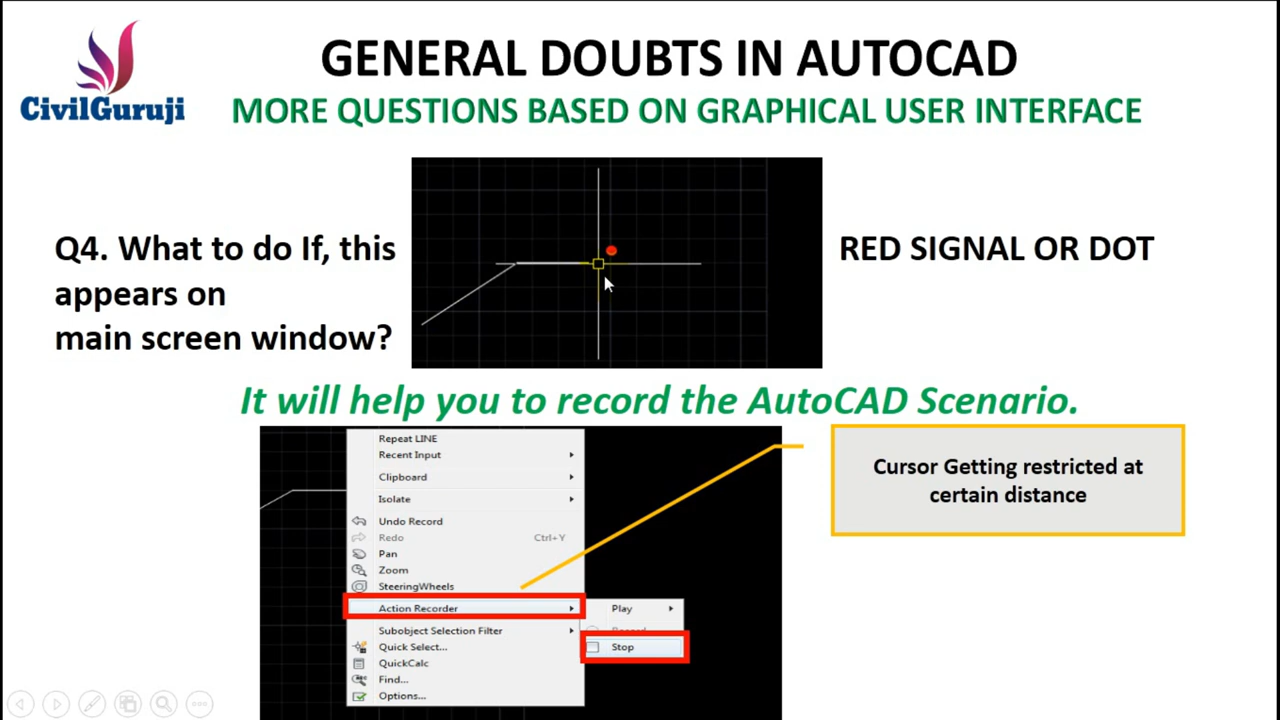 CivilGuruji
GENERAL DOUBTS IN AUTOCAD
MORE QUESTIONS BASED ON GRAPHICAL USER INTERFACE
Q4. What to do If, this
appears on
main screen window?
RED SIGNAL OR DOT
It will help you to record the AutoCAD Scenario.
Repeat LINE
Recent Input
Clipboard
Isolate
Undo Record
Redo Ctrl+Y
Pan
Zoom
SteeringWheels
Action Recorder
Subobject Selection Filter
Quick Select...
QuickCalc
Find...
Options...
Play
Stop
Cursor Getting restricted at
certain distance